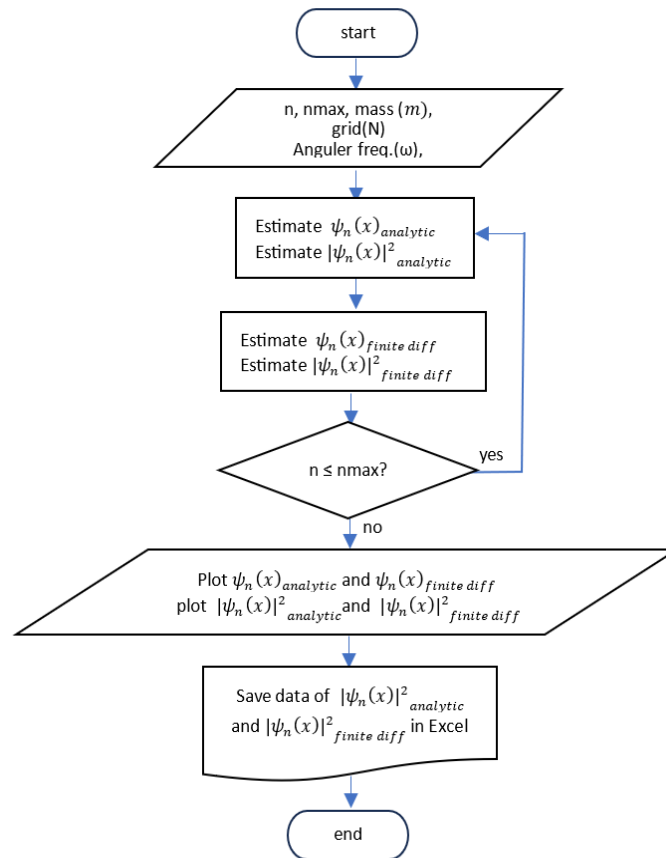 start
n, nmax, mass (𝑚),
grid(N)
Anguler freq.(ω),
Estimate ψₙ(x)ₐₙₐₗyₜᵢc
Estimate |ψₙ(x)|²ₐₙₐₗyₜᵢc
Estimate ψₙ(x)finite diff
Estimate |ψₙ(x)|²finite diff
n ≤ nmax?
yes
no
Plot ψₙ(x)analytic and ψₙ(x)finite diff
plot |ψₙ(x)|²analytic and |ψₙ(x)|²finite diff
Save data of |ψₙ(x)|²analytic
and |ψₙ(x)|²finite diff in Excel
end